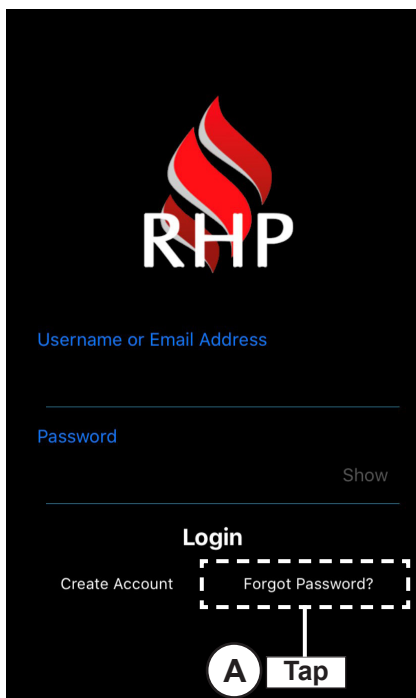 RHP
Username or Email Address
Password
Show
Login
Create Account Forgot Password?
A Tap